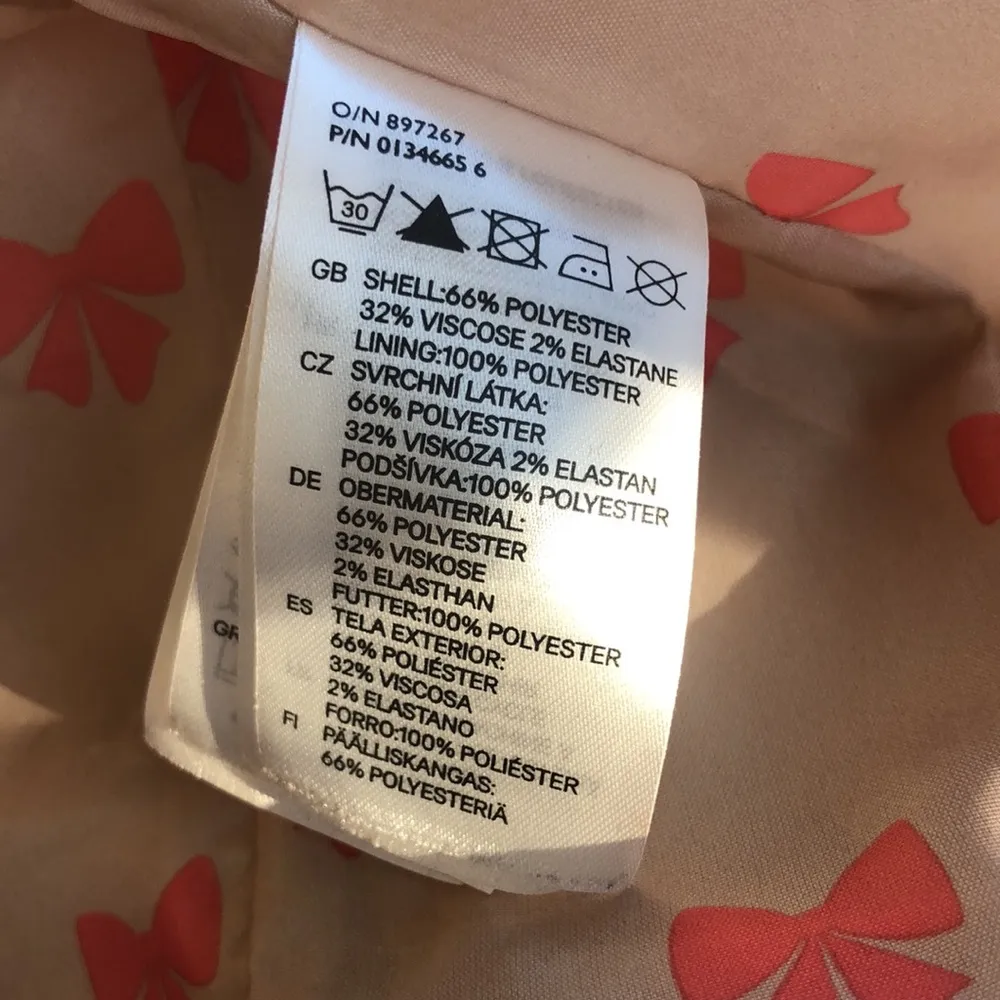 O/N 897267
P/N 0134665 6
30
GB SHELL:66% POLYESTER
32% VISCOSE 2% ELASTANE
LINING:100% POLYESTER
CZ SVRCHNÍ LÁTKA:
66% POLYESTER
32% VISKÓZA 2% ELASTAN
PODŠÍVKA:100% POLYESTER
DE OBERMATERIAL:
66% POLYESTER
32% VISKOSE
2% ELASTHAN
FUTTER:100% POLYESTER
ES TELA EXTERIOR:
66% POLIÉSTER
32% VISCOSA
2% ELASTANO
FORRO:100% POLIÉSTER
FI PÄÄLLISKANGAS:
66% POLYESTERIÄ
GR